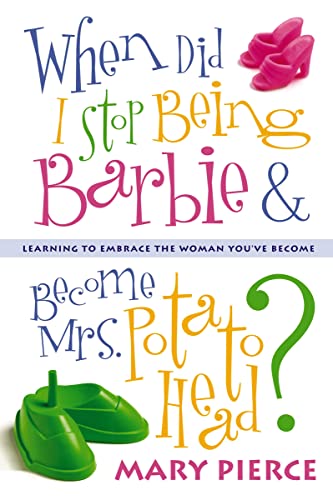 When Did
I Stop Being
Barbie &
LEARNING TO EMBRACE THE WOMAN YOU'VE BECOME
Become
Mrs. Potato
Head?
MARY PIERCE